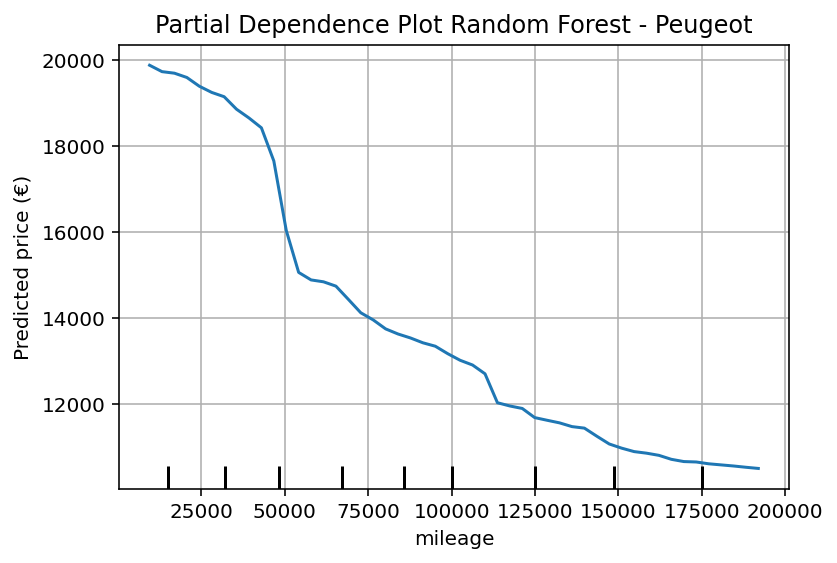 Partial Dependence Plot Random Forest - Peugeot
20000
18000
16000
14000
12000
Predicted price (€)
25000 50000 75000 100000 125000 150000 175000 200000
mileage